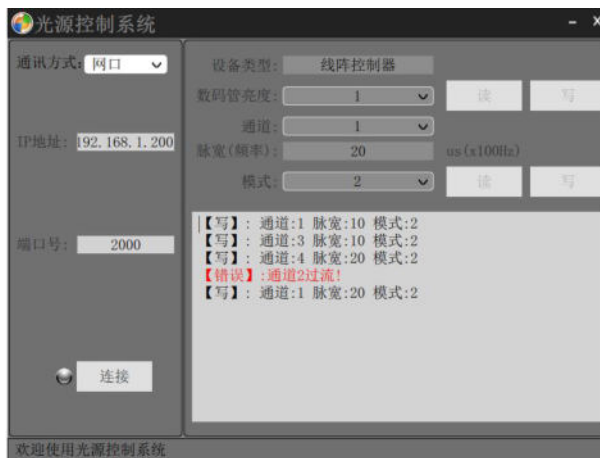 光源控制系统
通讯方式: 网口
IP地址: 192.168.1.200
端口号: 2000
连接
设备类型: 线阵控制器
数码管亮度: 1 读 写
通道: 1
脉宽(频率): 20 us(x100Hz)
模式: 2 读 写
【写】: 通道:1 脉宽:10 模式:2
【写】: 通道:3 脉宽:10 模式:2
【写】: 通道:4 脉宽:20 模式:2
【错误】:通道2过流!
【写】: 通道:1 脉宽:20 模式:2
欢迎使用光源控制系统